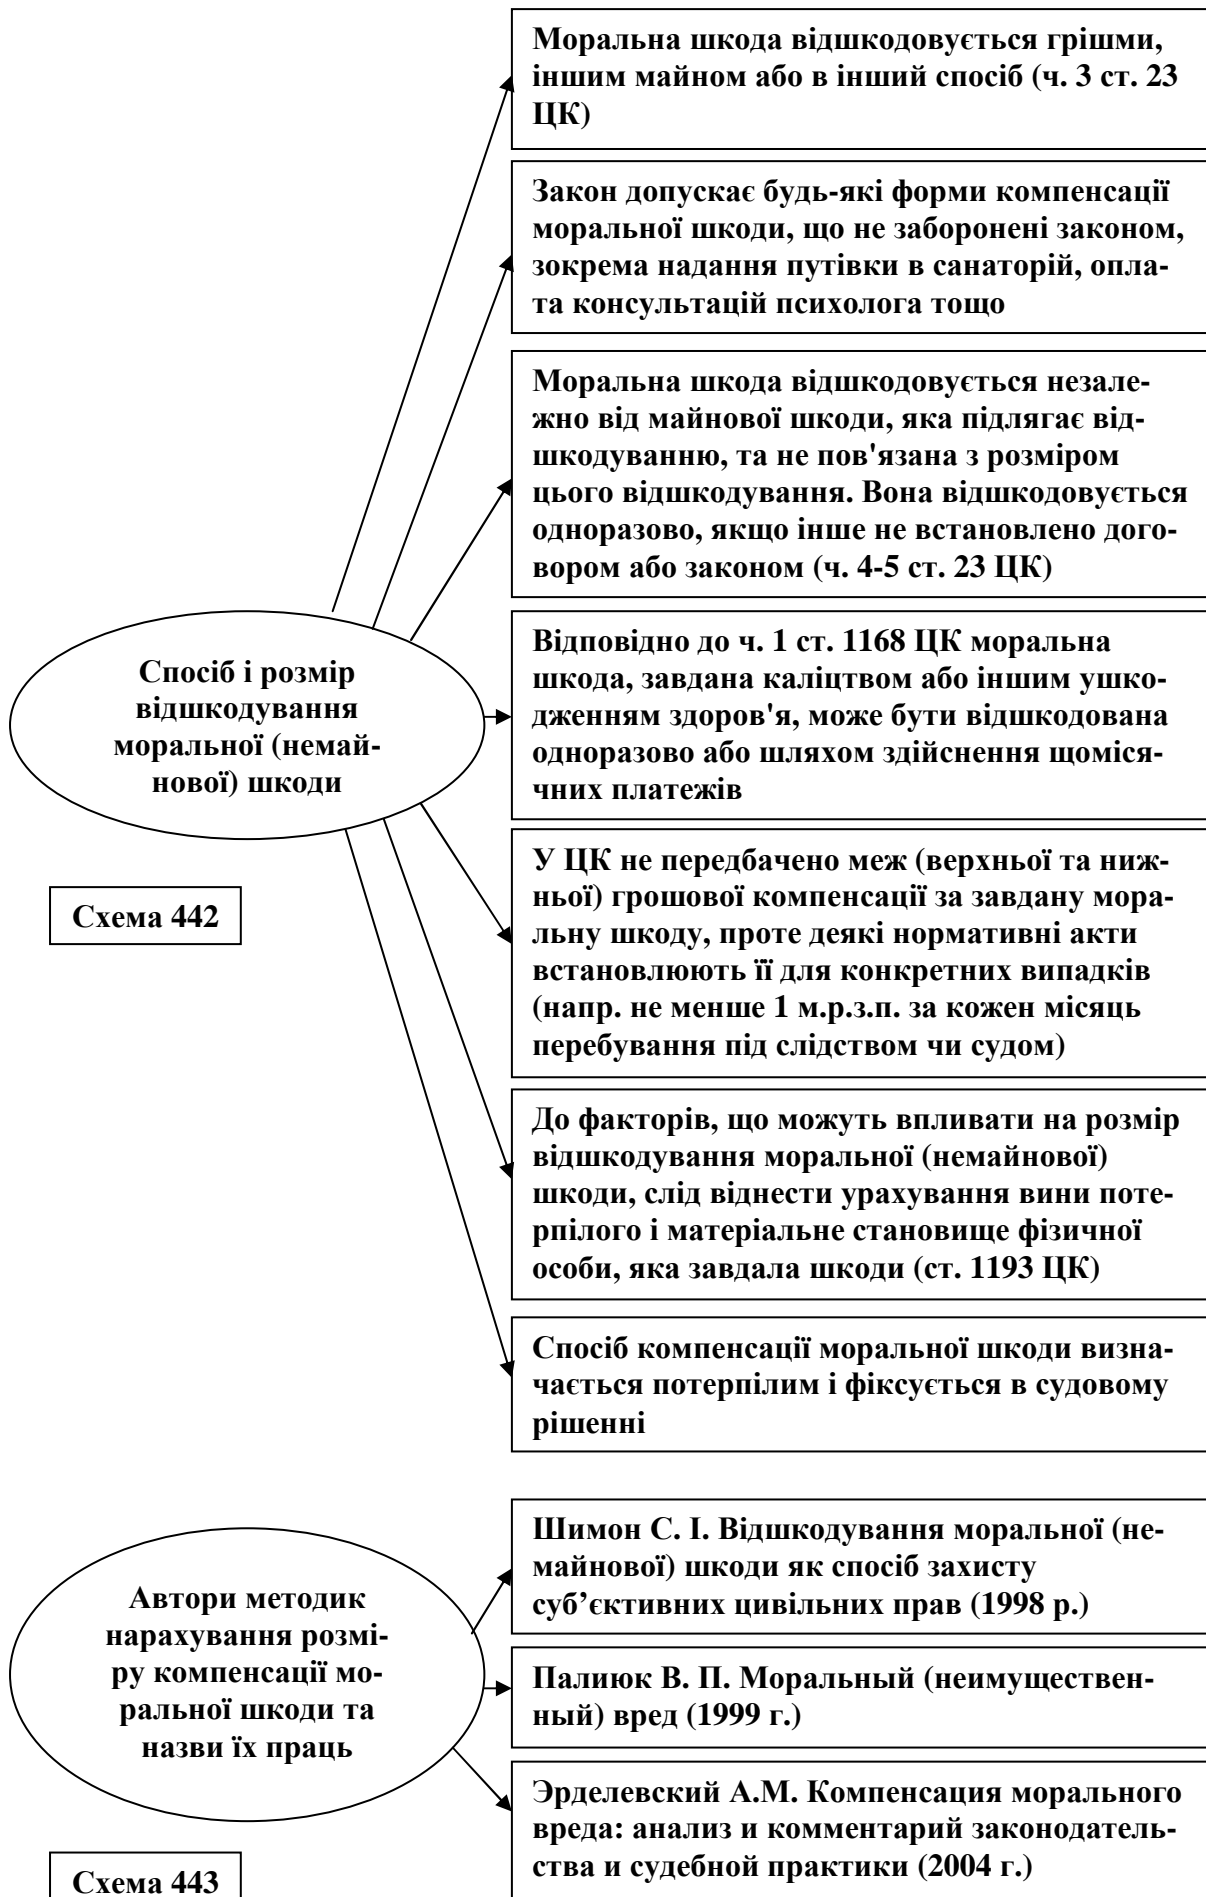 Моральна шкода відшкодовується грішми,
іншим майном або в інший спосіб (ч. 3 ст. 23
ЦК)
Закон допускає будь-які форми компенсації
моральної шкоди, що не заборонені законом,
зокрема надання путівки в санаторій, опла-
та консультацій психолога тощо
Моральна шкода відшкодовується незале-
жно від майнової шкоди, яка підлягає від-
шкодуванню, та не пов'язана з розміром
цього відшкодування. Вона відшкодовується
одноразово, якщо інше не встановлено дого-
вором або законом (ч. 4-5 ст. 23 ЦК)
Спосіб і розмір
відшкодування
моральної (немай-
нової) шкоди
Відповідно до ч. 1 ст. 1168 ЦК моральна
шкода, завдана каліцтвом або іншим ушко-
дженням здоров'я, може бути відшкодована
одноразово або шляхом здійснення щоміся-
чних платежів
У ЦК не передбачено меж (верхньої та ниж-
ньої) грошової компенсації за завдану мора-
льну шкоду, проте деякі нормативні акти
встановлюють її для конкретних випадків
(напр. не менше 1 м.р.з.п. за кожен місяць
перебування під слідством чи судом)
Схема 442
До факторів, що можуть впливати на розмір
відшкодування моральної (немайнової)
шкоди, слід віднести урахування вини поте-
рпілого і матеріальне становище фізичної
особи, яка завдала шкоди (ст. 1193 ЦК)
Спосіб компенсації моральної шкоди визна-
чається потерпілим і фіксується в судовому
рішенні
Автори методик
нарахування розмі-
ру компенсації мо-
ральної шкоди та
назви їх праць
Шимон С. І. Відшкодування моральної (не-
майнової) шкоди як спосіб захисту
суб’єктивних цивільних прав (1998 р.)
Палиюк В. П. Моральный (неимуществен-
ный) вред (1999 г.)
Эрделевский А.М. Компенсация морального
вреда: анализ и комментарий законодатель-
ства и судебной практики (2004 г.)
Схема 443